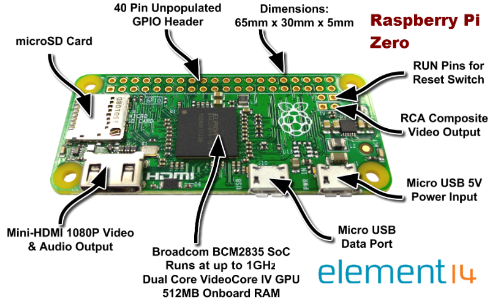 40 Pin Unpopulated
GPIO Header
Dimensions:
65mm x 30mm x 5mm
Raspberry Pi
Zero
microSD Card
RUN Pins for
Reset Switch
RCA Composite
Video Output
HDMI
USB
Mini-HDMI 1080P Video
& Audio Output
Broadcom BCM2835 SoC
Runs at up to 1GHz
Dual Core VideoCore IV GPU
512MB Onboard RAM
Micro USB
Data Port
Micro USB 5V
Power Input
element14